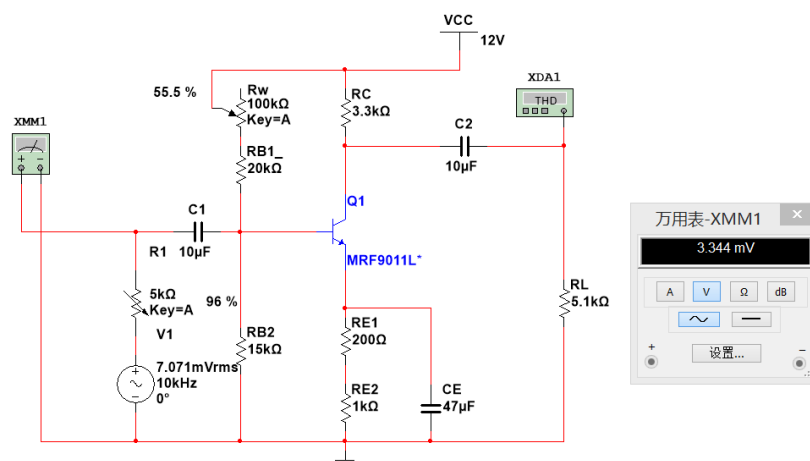 VCC
12V
XDA1
THD
55.5 %
Rw
100kΩ
Key=A
RC
3.3kΩ
XMM1
+ -
C2
10µF
RB1_
20kΩ
万用表-XMM1
×
3.344 mV
A V Ω dB
设置...
+ -
C1
10µF
R1
Q1
MRF9011L*
5kΩ
Key=A
96 %
V1
RL
5.1kΩ
RB2
15kΩ
RE1
200Ω
7.071mVrms
10kHz
0°
RE2
1kΩ
CE
47µF